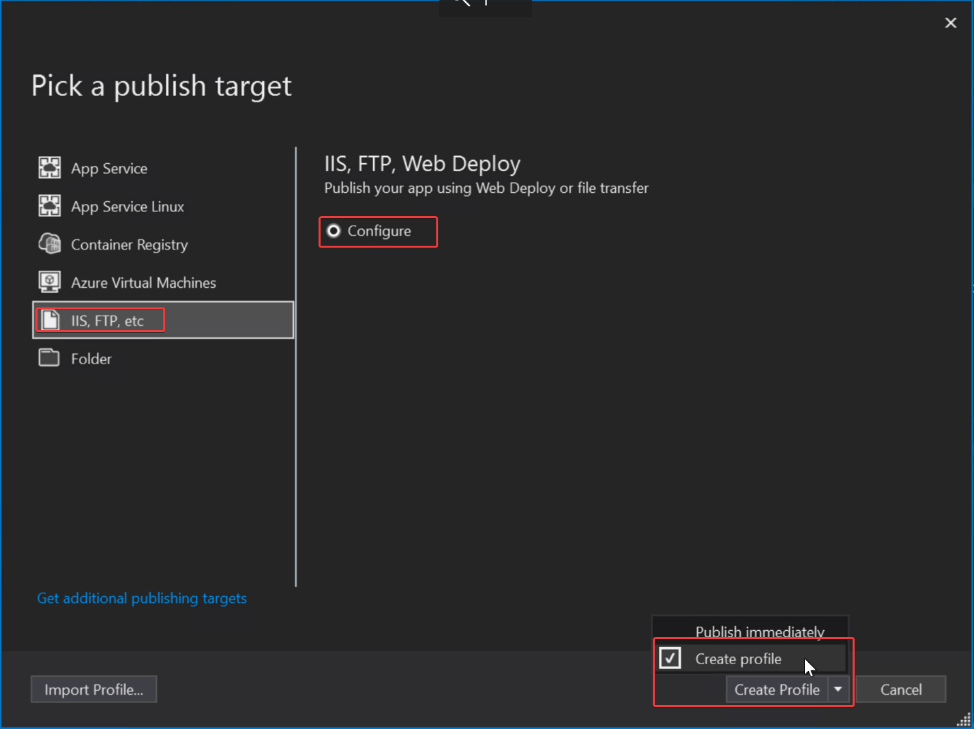 Pick a publish target
App Service
App Service Linux
Container Registry
Azure Virtual Machines
IIS, FTP, etc
Folder
Get additional publishing targets
IIS, FTP, Web Deploy
Publish your app using Web Deploy or file transfer
Configure
Publish immediately
Create profile
Import Profile...
Create Profile
Cancel